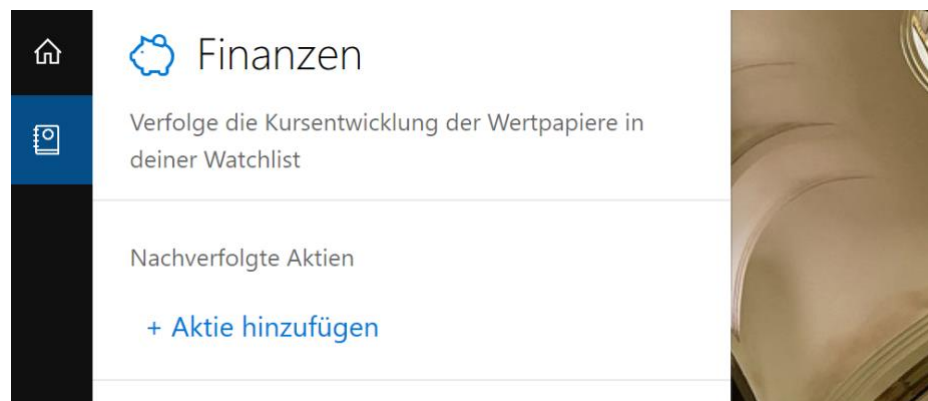 Finanzen
Verfolge die Kursentwicklung der Wertpapiere in
deiner Watchlist
Nachverfolgte Aktien
+ Aktie hinzufügen